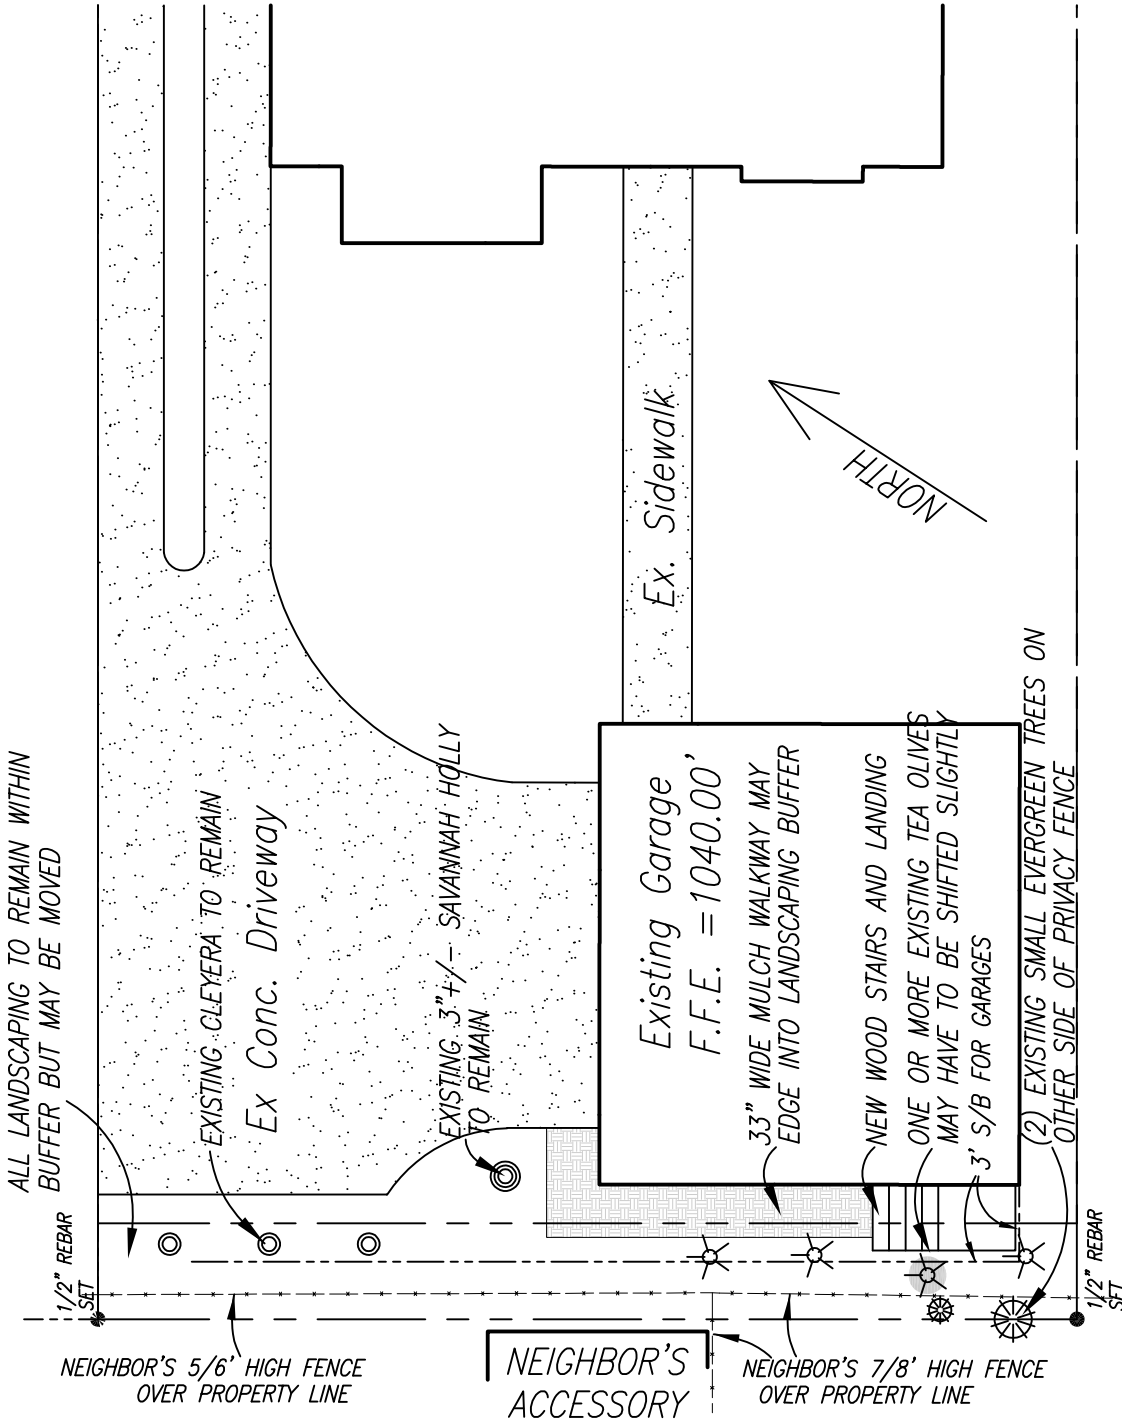 ALL LANDSCAPING TO REMAIN WITHIN
BUFFER BUT MAY BE MOVED
1/2" REBAR
SET
EXISTING CLEYERA TO REMAIN
Ex Conc. Driveway
EXISTING 3"+/- SAVANNAH HOLLY
TO REMAIN
Ex. Sidewalk
NORTH
Existing Garage
F.F.E. =1040.00'
33" WIDE MULCH WALKWAY MAY
EDGE INTO LANDSCAPING BUFFER
NEW WOOD STAIRS AND LANDING
ONE OR MORE EXISTING TEA OLIVES
MAY HAVE TO BE SHIFTED SLIGHTLY
3' S/B FOR GARAGES
(2) EXISTING SMALL EVERGREEN TREES ON
OTHER SIDE OF PRIVACY FENCE
1/2" REBAR
SET
NEIGHBOR'S 5/6' HIGH FENCE
OVER PROPERTY LINE
NEIGHBOR'S
ACCESSORY
NEIGHBOR'S 7/8' HIGH FENCE
OVER PROPERTY LINE